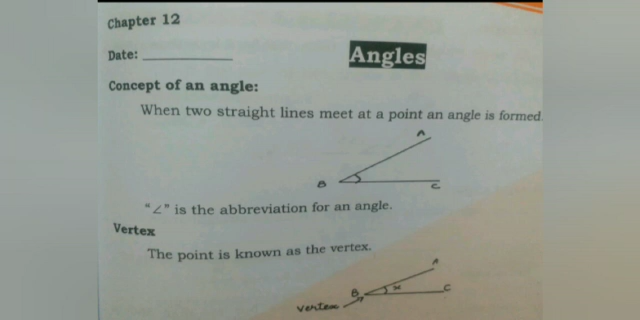 Chapter 12
Date:
Angles
Concept of an angle:
When two straight lines meet at a point an angle is formed.
A
B
C
"∠" is the abbreviation for an angle.
Vertex
The point is known as the vertex.
A
B x C
vertex